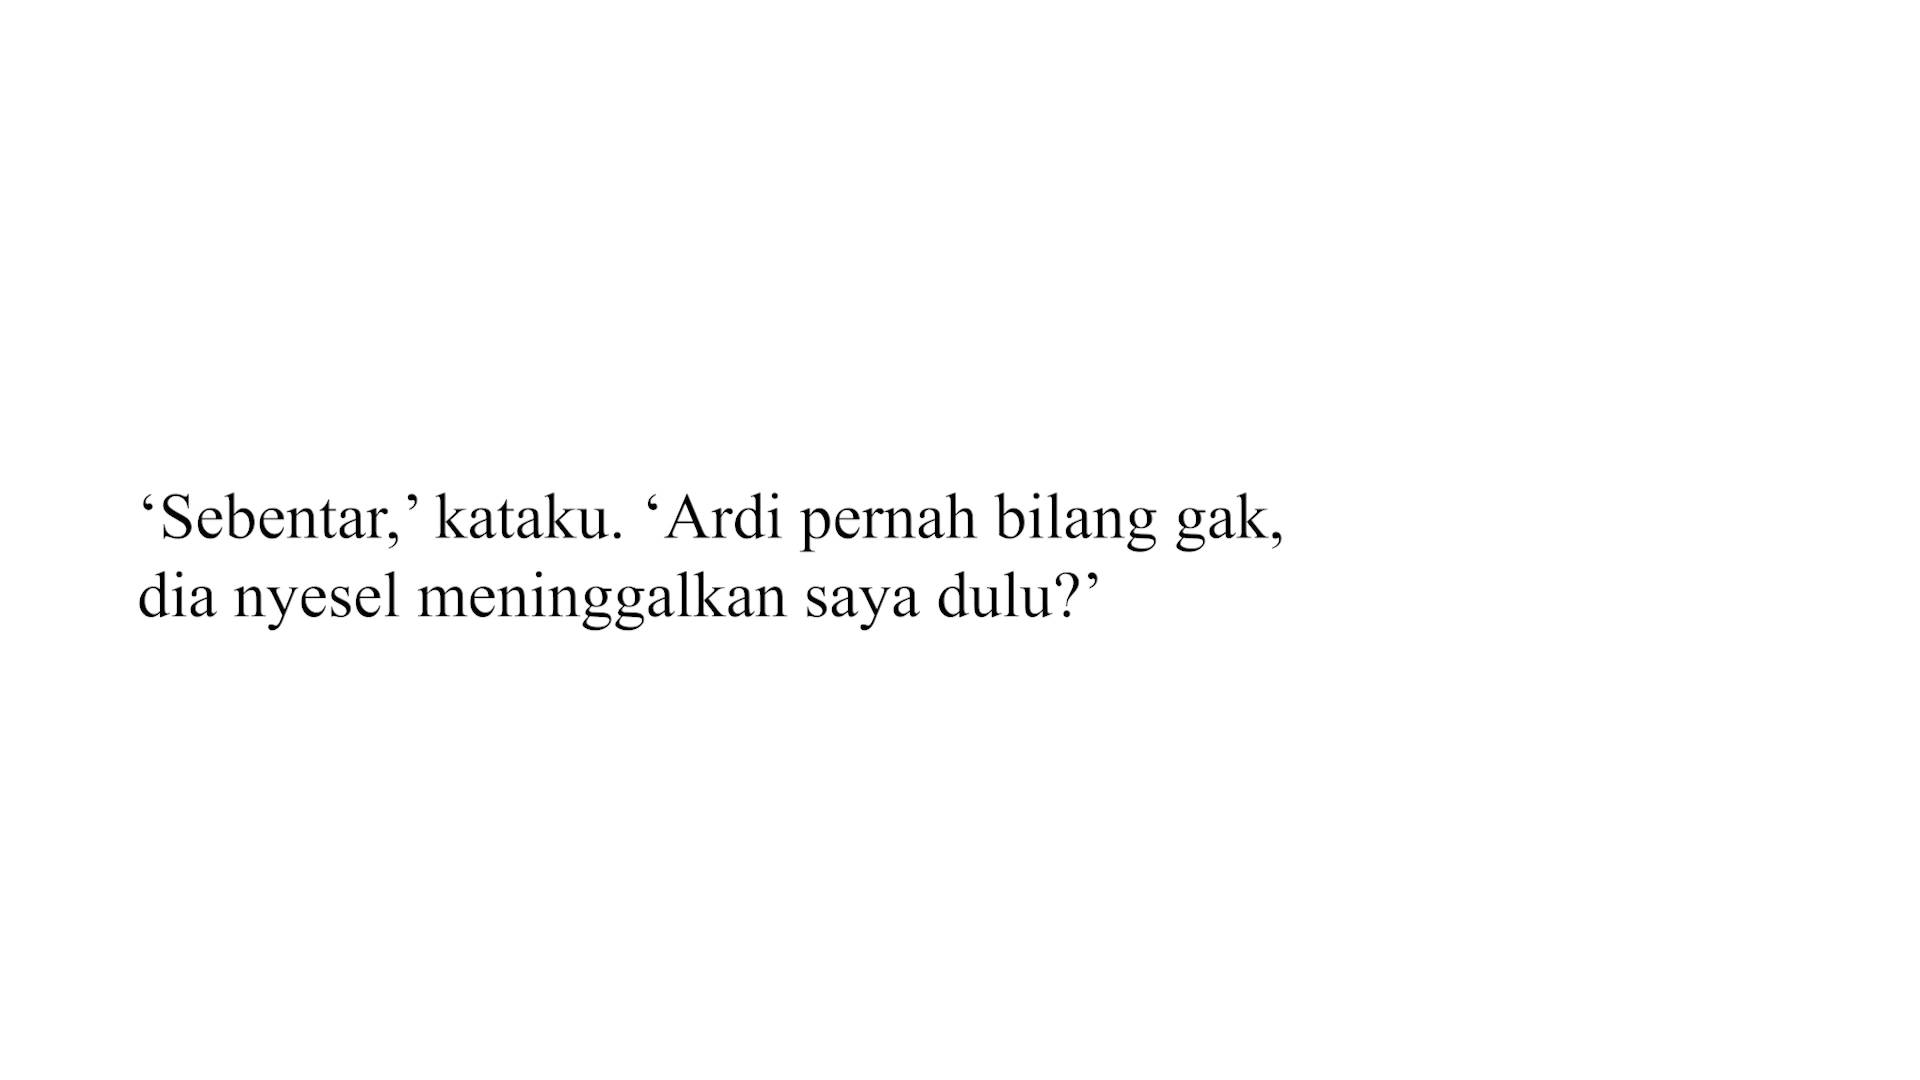 ‘Sebentar,’ kataku. ‘Ardi pernah bilang gak,
dia nyesel meninggalkan saya dulu?’